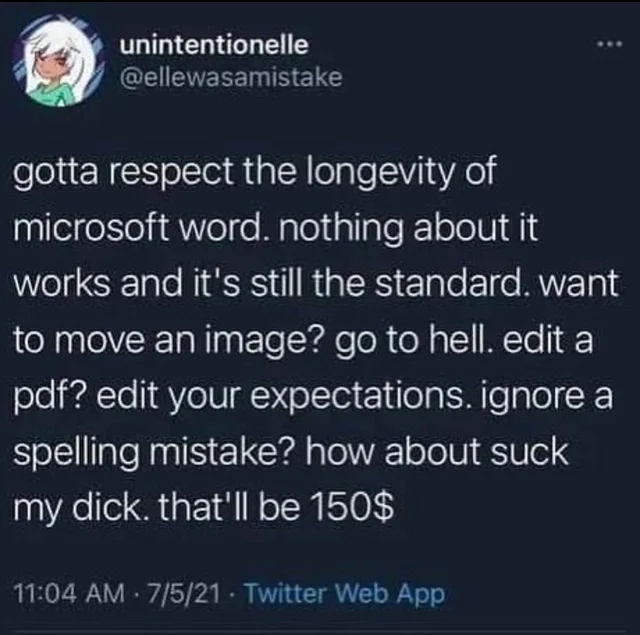 unintentionelle
@ellewasamistake
gotta respect the longevity of
microsoft word. nothing about it
works and it's still the standard. want
to move an image? go to hell. edit a
pdf? edit your expectations. ignore a
spelling mistake? how about suck
my dick. that'll be 150$
11:04 AM · 7/5/21 · Twitter Web App